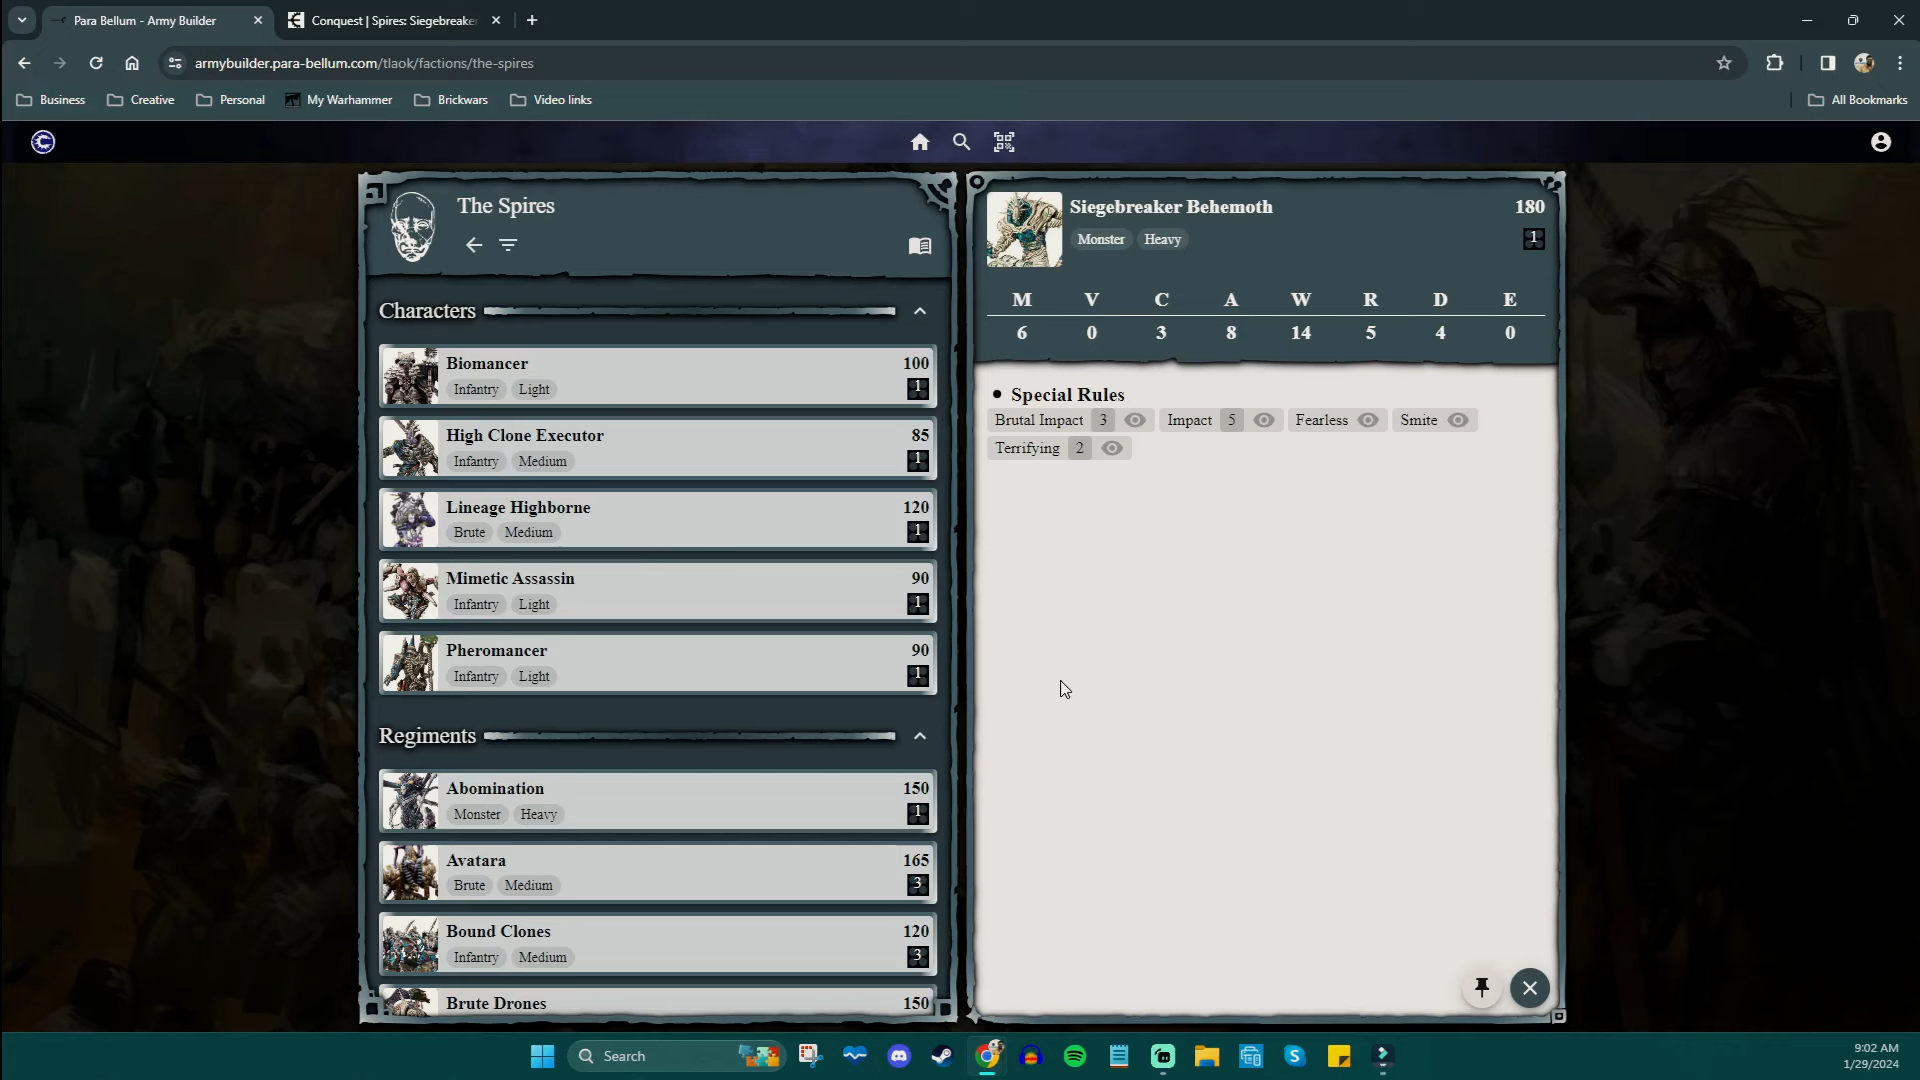 Para Bellum - Army Builder
Conquest | Spires: Siegebreaker
armybuilder.para-bellum.com/tlaok/factions/the-spires
Business
Creative
Personal
My Warhammer
Brickwars
Video links
All Bookmarks
The Spires
Characters
Biomancer 100
Infantry Light 1
High Clone Executor 85
Infantry Medium 1
Lineage Highborne 120
Brute Medium 1
Mimetic Assassin 90
Infantry Light 1
Pheromancer 90
Infantry Light 1
Regiments
Abomination 150
Monster Heavy 1
Avatara 165
Brute Medium 3
Bound Clones 120
Infantry Medium 3
Brute Drones 150
Siegebreaker Behemoth 180
Monster Heavy 1
M V C A W R D E
6 0 3 8 14 5 4 0
• Special Rules
Brutal Impact 3 Impact 5 Fearless Smite
Terrifying 2
Search
9:02 AM
1/29/2024